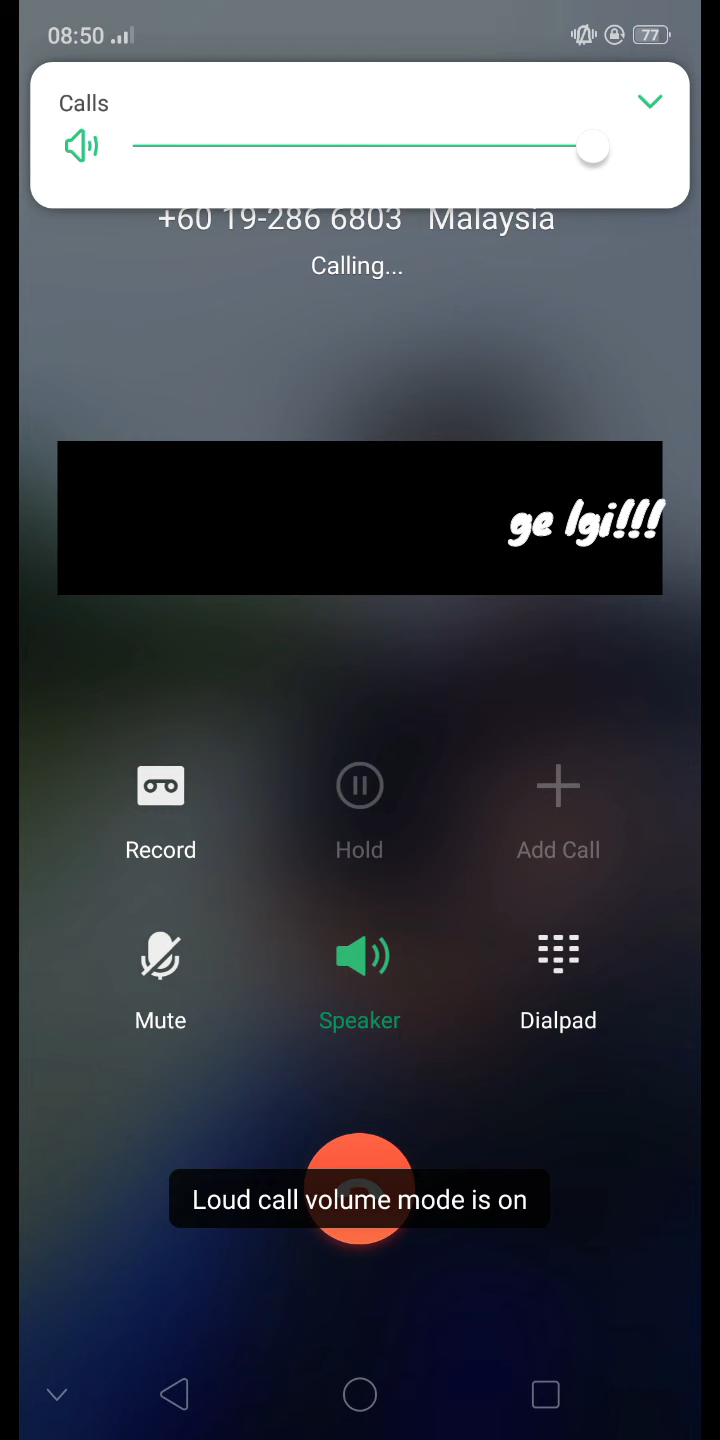 08:50
77
Calls
+60 19-286 6803 Malaysia
Calling...
ge lgi!!!
Record
Hold
Add Call
Mute
Speaker
Dialpad
Loud call volume mode is on